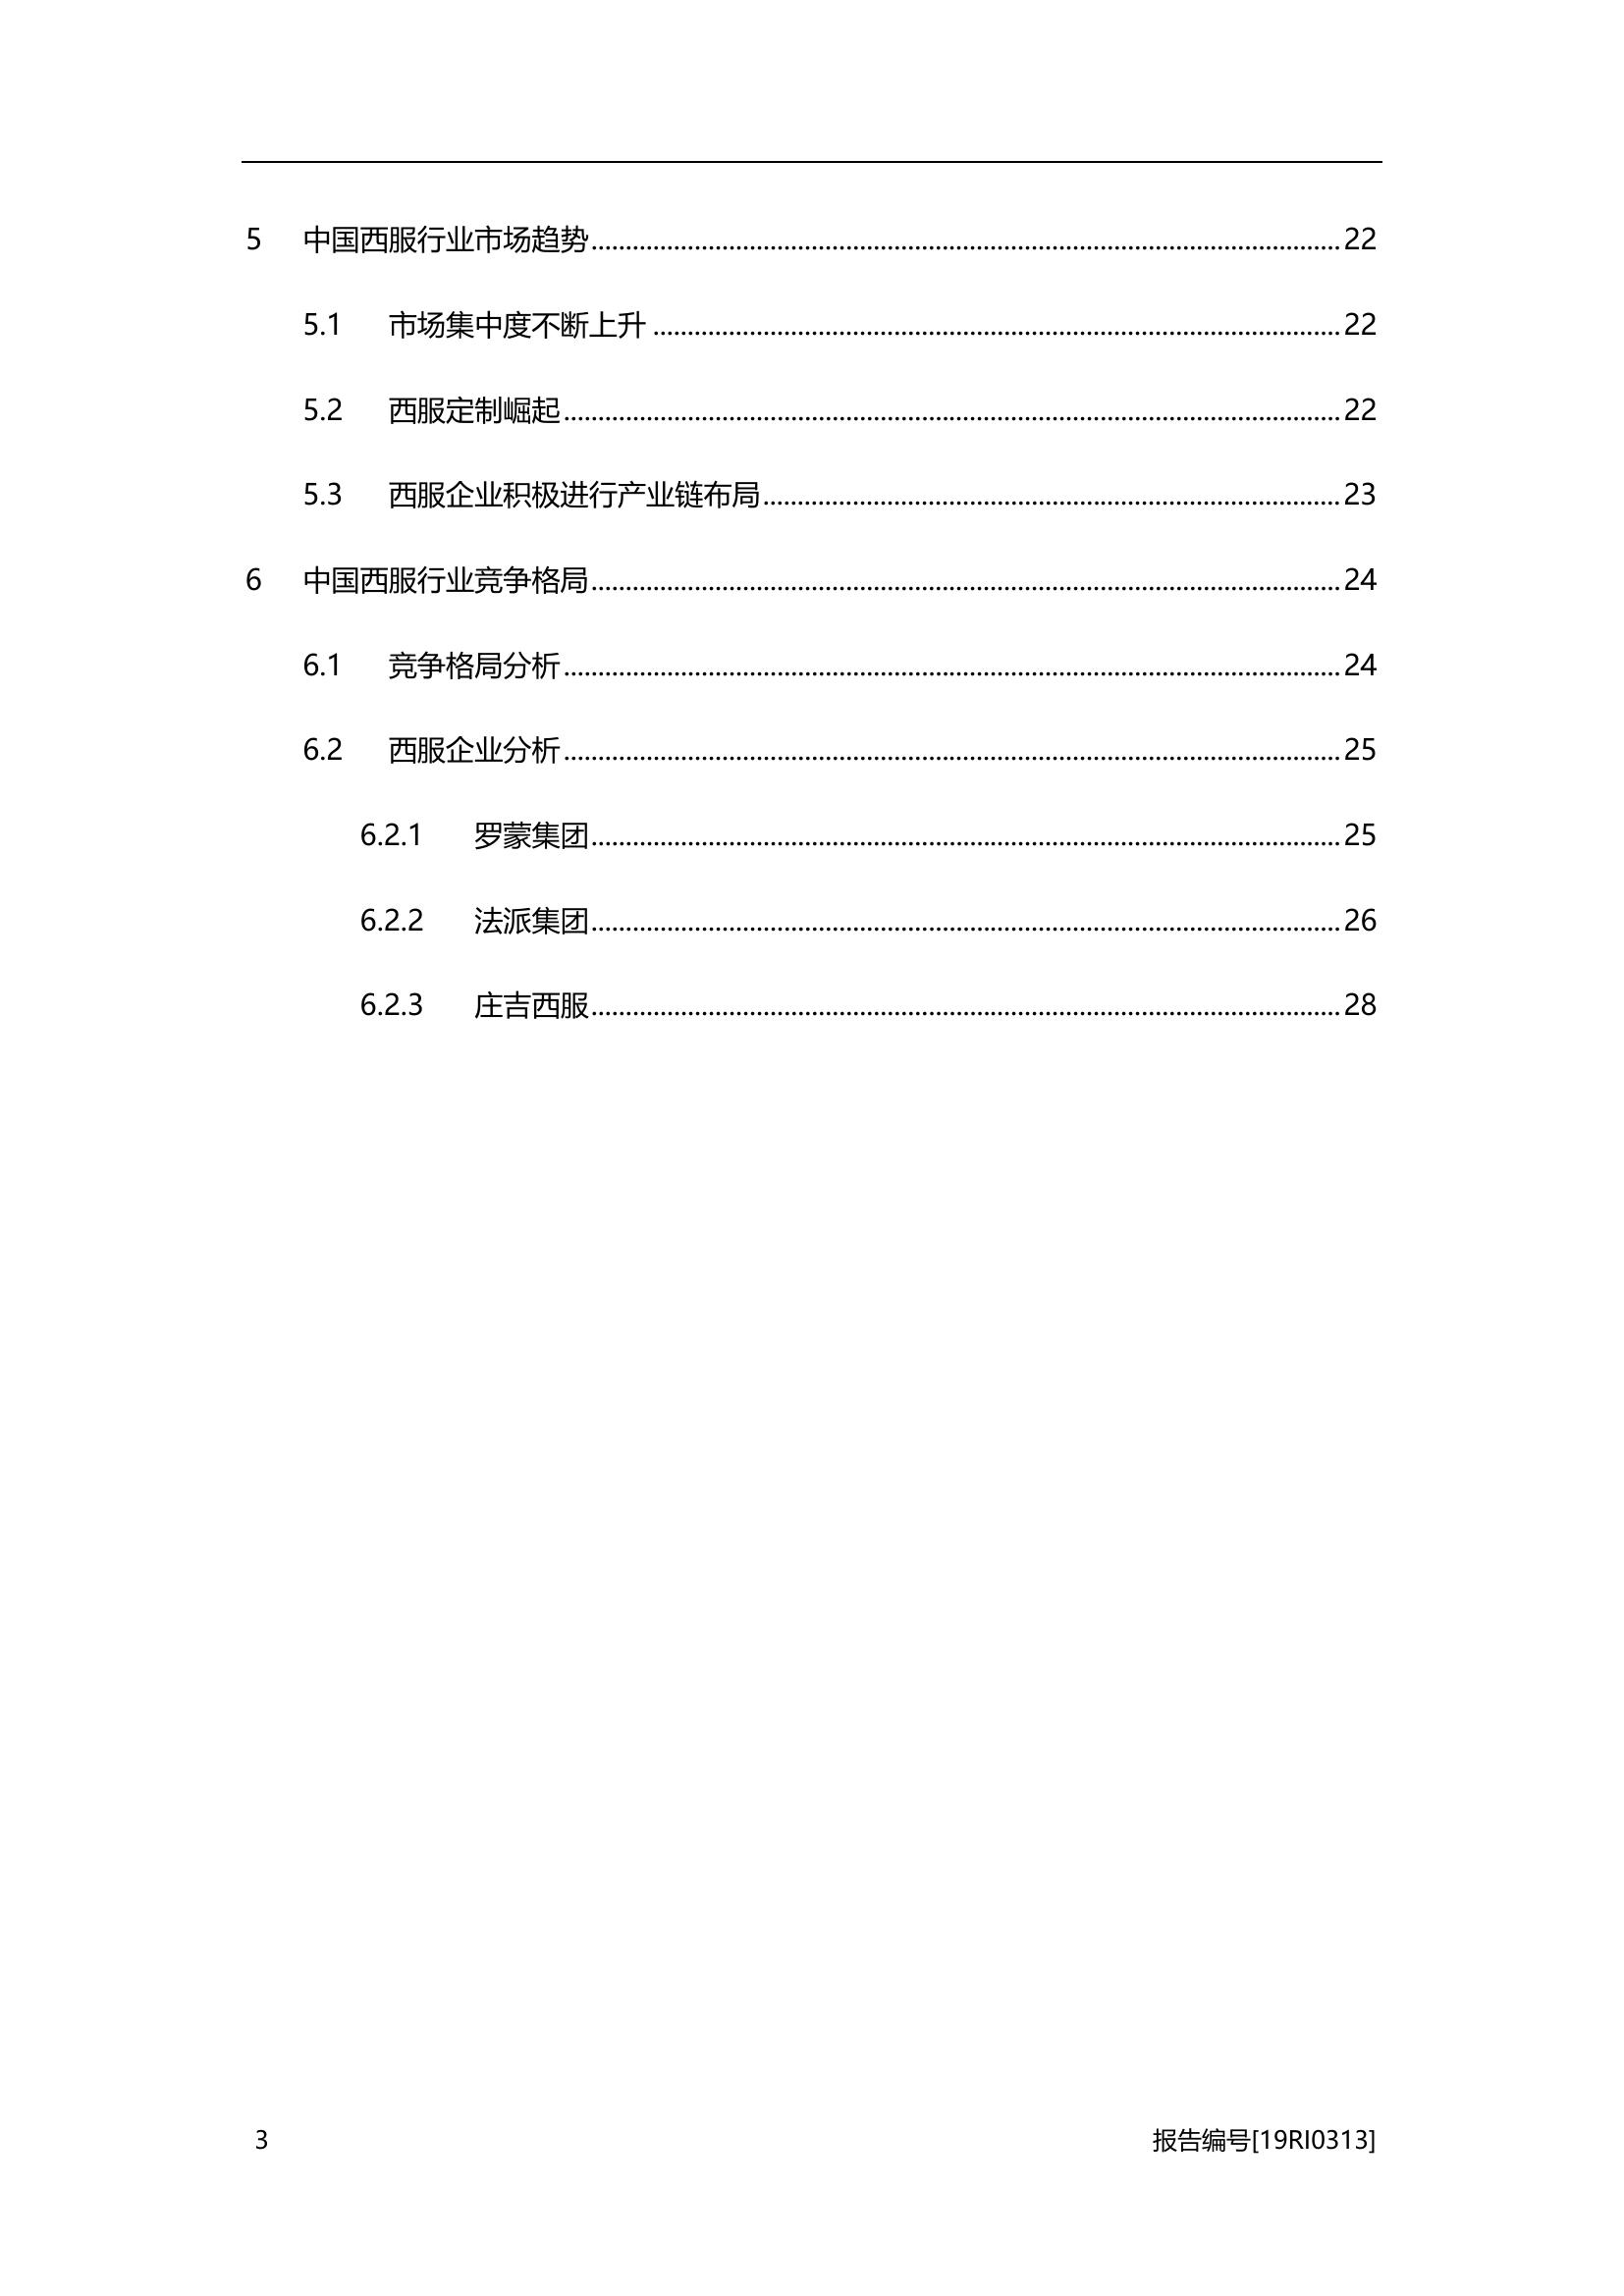 5 中国西服行业市场趋势 22
5.1 市场集中度不断上升 22
5.2 西服定制崛起 22
5.3 西服企业积极进行产业链布局 23
6 中国西服行业竞争格局 24
6.1 竞争格局分析 24
6.2 西服企业分析 25
6.2.1 罗蒙集团 25
6.2.2 法派集团 26
6.2.3 庄吉西服 28
3 报告编号[19RI0313]